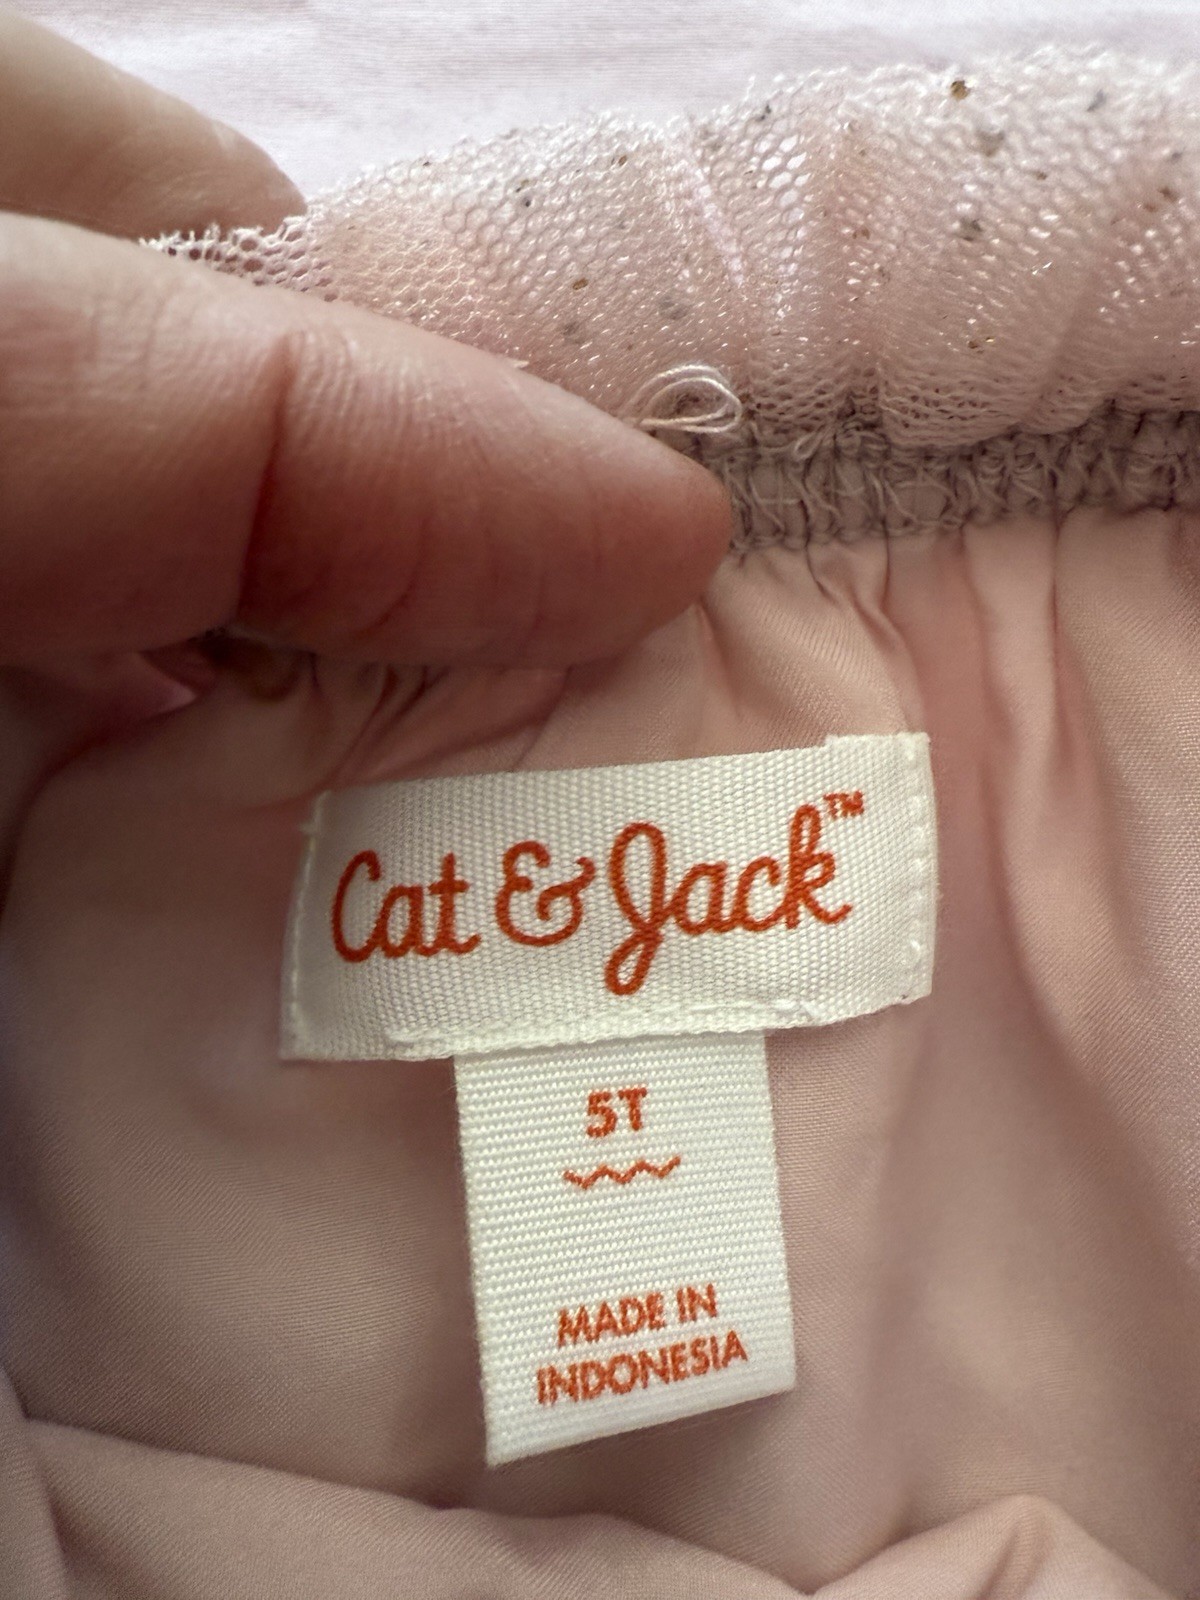 Cat & Jack™
5T
MADE IN
INDONESIA